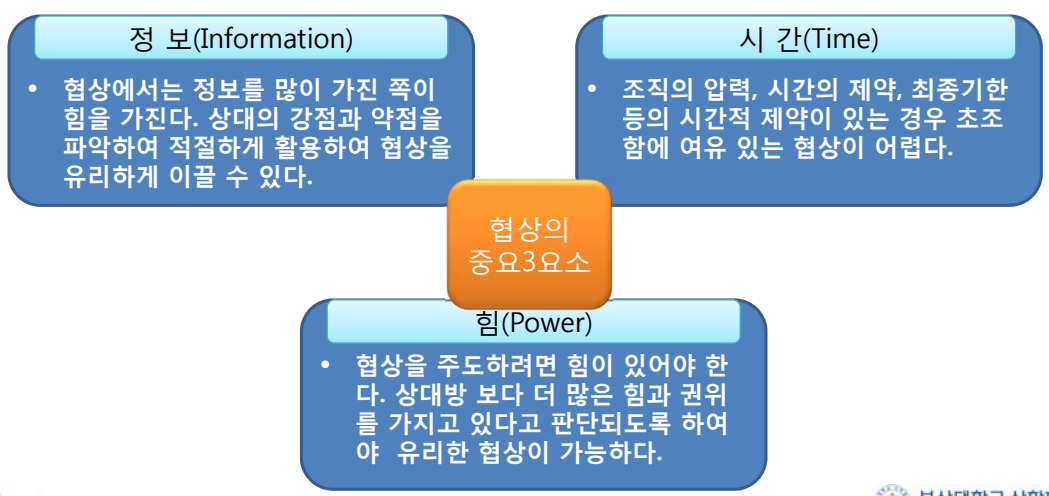 정 보(Information)
• 협상에서는 정보를 많이 가진 쪽이
힘을 가진다. 상대의 강점과 약점을
파악하여 적절하게 활용하여 협상을
유리하게 이끌 수 있다.
시 간(Time)
• 조직의 압력, 시간의 제약, 최종기한
등의 시간적 제약이 있는 경우 초조
함에 여유 있는 협상이 어렵다.
협상의
중요3요소
힘(Power)
• 협상을 주도하려면 힘이 있어야 한
다. 상대방 보다 더 많은 힘과 권위
를 가지고 있다고 판단되도록 하여
야 유리한 협상이 가능하다.